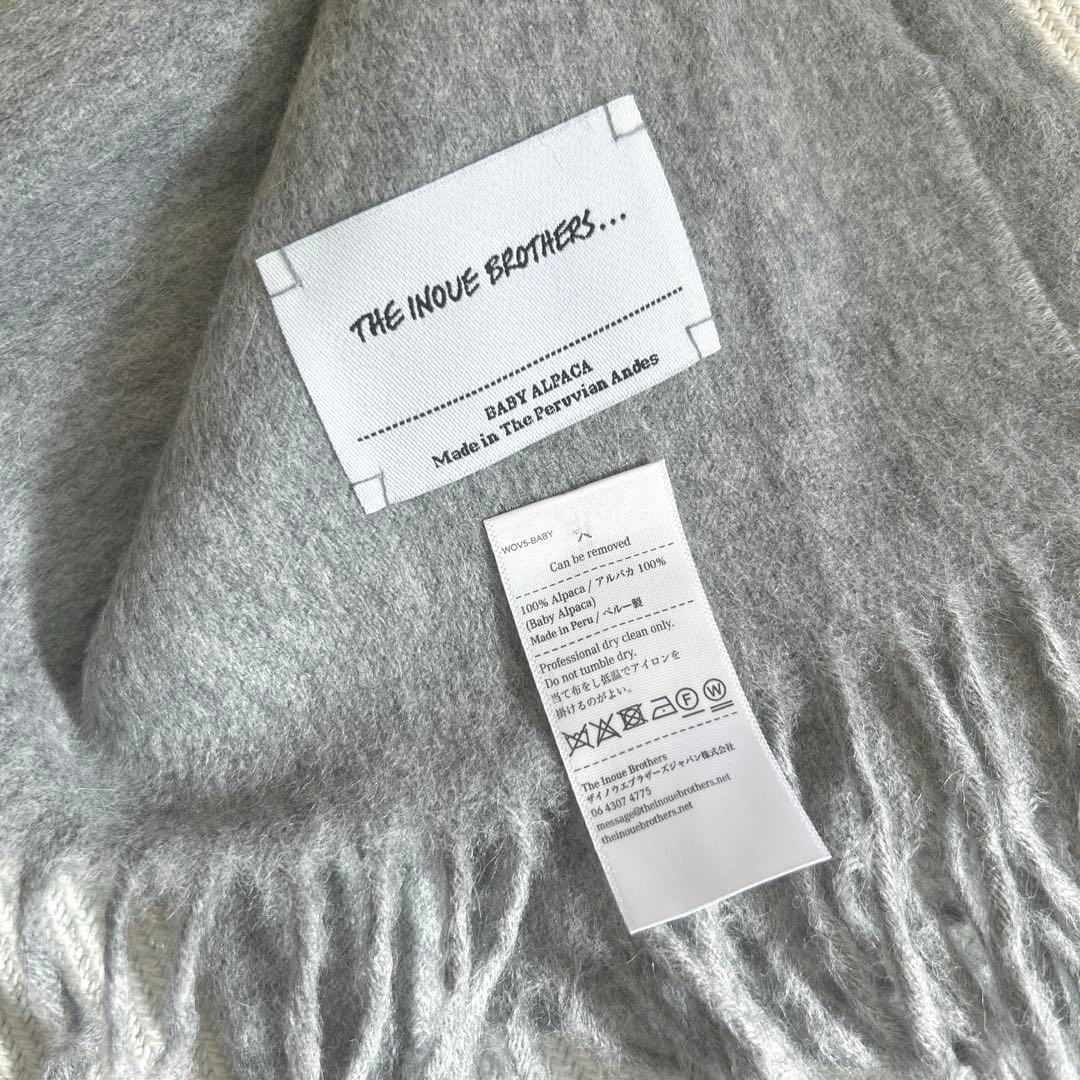 THE INOUE BROTHERS...
BABY ALPACA
Made in The Peruvian Andes
WOVS-BABY
Can be removed
100% Alpaca / アルパカ 100%
(Baby Alpaca)
Made in Peru / ペルー製
Professional dry clean only.
Do not tumble dry.
当て布をし低温でアイロンを
掛けるのがよい。
F W
The Inoue Brothers
ザイノウエブラザーズジャパン株式会社
06 4307 4775
message@theinouebrothers.net
theinouebrothers.net